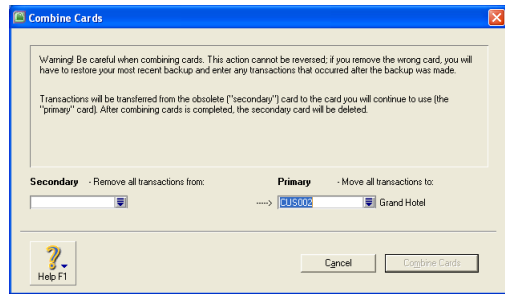 Combine Cards
Warning! Be careful when combining cards. This action cannot be reversed; if you remove the wrong card, you will
have to restore your most recent backup and enter any transactions that occurred after the backup was made.
Transactions will be transferred from the obsolete ("secondary") card to the card you will continue to use (the
"primary" card). After combining cards is completed, the secondary card will be deleted.
Secondary - Remove all transactions from: Primary - Move all transactions to:
-----> CUS002 Grand Hotel
Help F1 Cancel Combine Cards